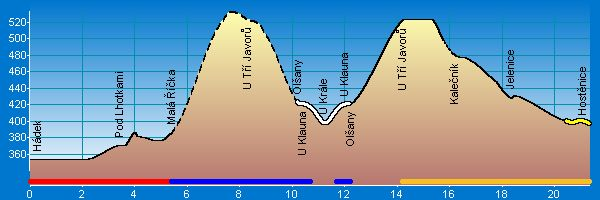 520
500
480
460
440
420
400
380
360
Hádek
Pod Lhotkami
Malá Říčka
U Tří Javorů
Olšany
U Klauna
U Krále
U Klauna
Olšany
U Tří Javorů
Kalečník
Jelenice
Hostěnice
0
2
4
6
8
10
12
14
16
18
20